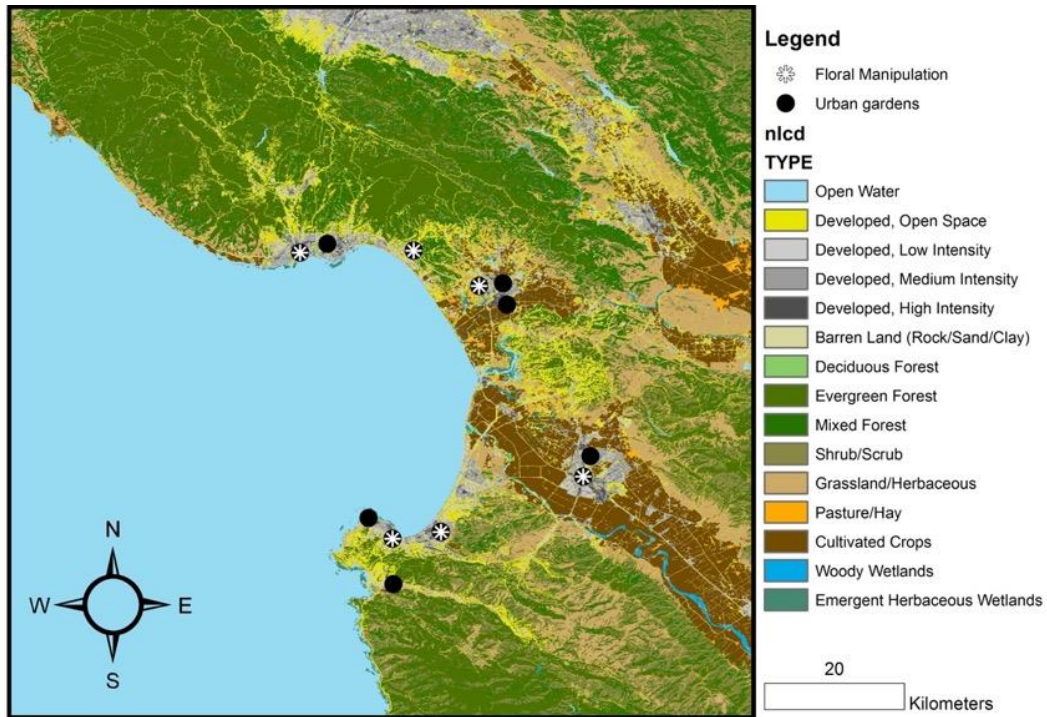 Legend
Floral Manipulation
Urban gardens
nlcd
TYPE
Open Water
Developed, Open Space
Developed, Low Intensity
Developed, Medium Intensity
Developed, High Intensity
Barren Land (Rock/Sand/Clay)
Deciduous Forest
Evergreen Forest
Mixed Forest
Shrub/Scrub
Grassland/Herbaceous
Pasture/Hay
Cultivated Crops
Woody Wetlands
Emergent Herbaceous Wetlands
N
W E
S
20
Kilometers